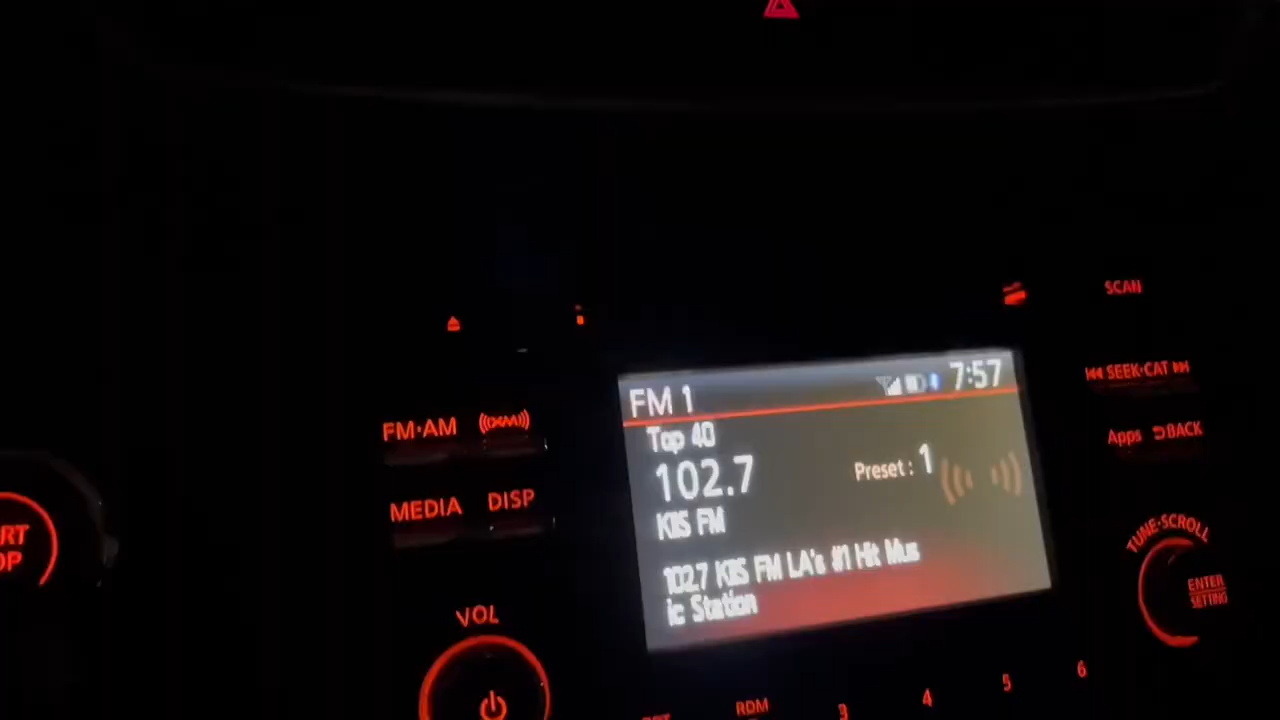 SCAN
FM 1
7:57
SEEK·CAT
FM·AM
((XM))
Top 40
102.7
Preset : 1
Apps
BACK
MEDIA
DISP
KIIS FM
102.7 KIIS FM LA's #1 Hit Mus
ic Station
TUNE·SCROLL
ENTER
SETTING
VOL
RDM
3
4
5
6